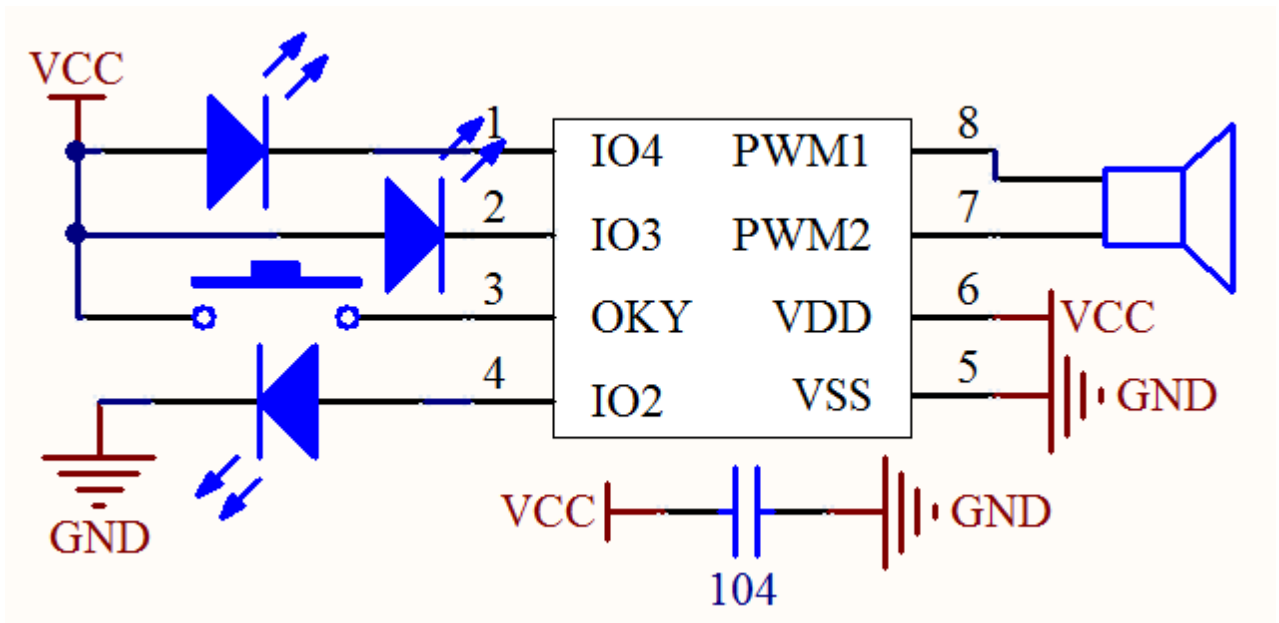 VCC
1 IO4 PWM1 8
2 IO3 PWM2 7
3 OKY VDD 6 VCC
4 IO2 VSS 5 GND
GND
VCC GND
104